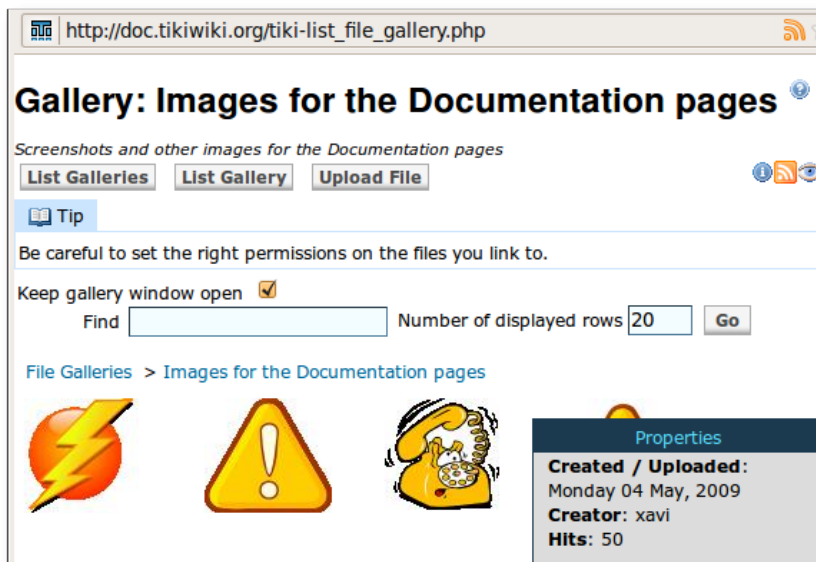 http://doc.tikiwiki.org/tiki-list_file_gallery.php
Gallery: Images for the Documentation pages
Screenshots and other images for the Documentation pages
List Galleries List Gallery Upload File
Tip
Be careful to set the right permissions on the files you link to.
Keep gallery window open
Find Number of displayed rows 20 Go
File Galleries > Images for the Documentation pages
Properties
Created / Uploaded:
Monday 04 May, 2009
Creator: xavi
Hits: 50